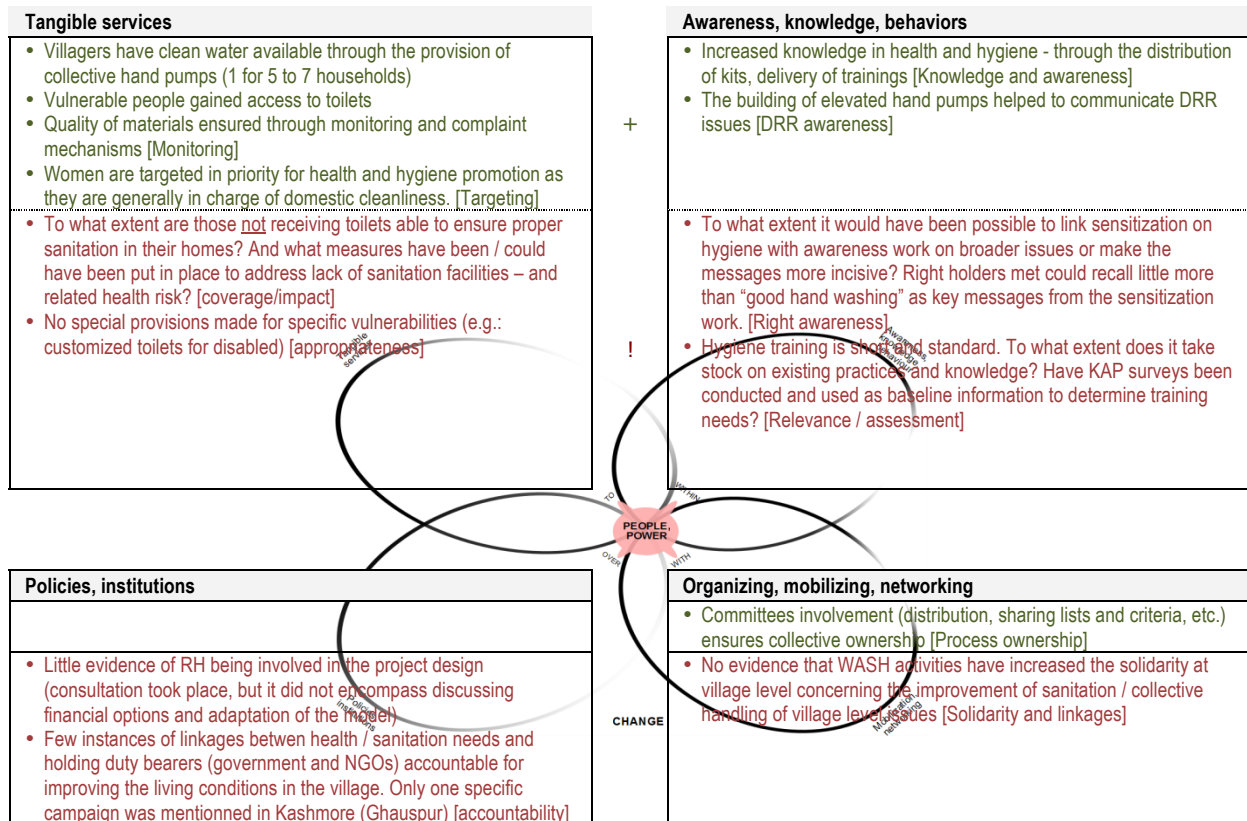 Tangible services
• Villagers have clean water available through the provision of
collective hand pumps (1 for 5 to 7 households)
• Vulnerable people gained access to toilets
• Quality of materials ensured through monitoring and complaint
mechanisms [Monitoring]
• Women are targeted in priority for health and hygiene promotion as
they are generally in charge of domestic cleanliness. [Targeting]
• To what extent are those not receiving toilets able to ensure proper
sanitation in their homes? And what measures have been / could
have been put in place to address lack of sanitation facilities – and
related health risk? [coverage/impact]
• No special provisions made for specific vulnerabilities (e.g.:
customized toilets for disabled) [appropriateness]
Tangible
services
+
!
Awareness, knowledge, behaviors
• Increased knowledge in health and hygiene - through the distribution
of kits, delivery of trainings [Knowledge and awareness]
• The building of elevated hand pumps helped to communicate DRR
issues [DRR awareness]
• To what extent it would have been possible to link sensitization on
hygiene with awareness work on broader issues or make the
messages more incisive? Right holders met could recall little more
than “good hand washing” as key messages from the sensitization
work. [Right awareness]
• Hygiene training is short and standard. To what extent does it take
stock on existing practices and knowledge? Have KAP surveys been
conducted and used as baseline information to determine training
needs? [Relevance / assessment]
Awareness,
knowledge,
behaviour
TO
WITHIN
PEOPLE,
POWER
OVER
WITH
Policies, institutions
• Little evidence of RH being involved in the project design
(consultation took place, but it did not encompass discussing
financial options and adaptation of the model)
• Few instances of linkages betwen health / sanitation needs and
holding duty bearers (government and NGOs) accountable for
improving the living conditions in the village. Only one specific
campaign was mentionned in Kashmore (Ghauspur) [accountability]
Policies,
institutions
CHANGE
Organizing, mobilizing, networking
• Committees involvement (distribution, sharing lists and criteria, etc.)
ensures collective ownership [Process ownership]
• No evidence that WASH activities have increased the solidarity at
village level concerning the improvement of sanitation / collective
handling of village level issues [Solidarity and linkages]
networking